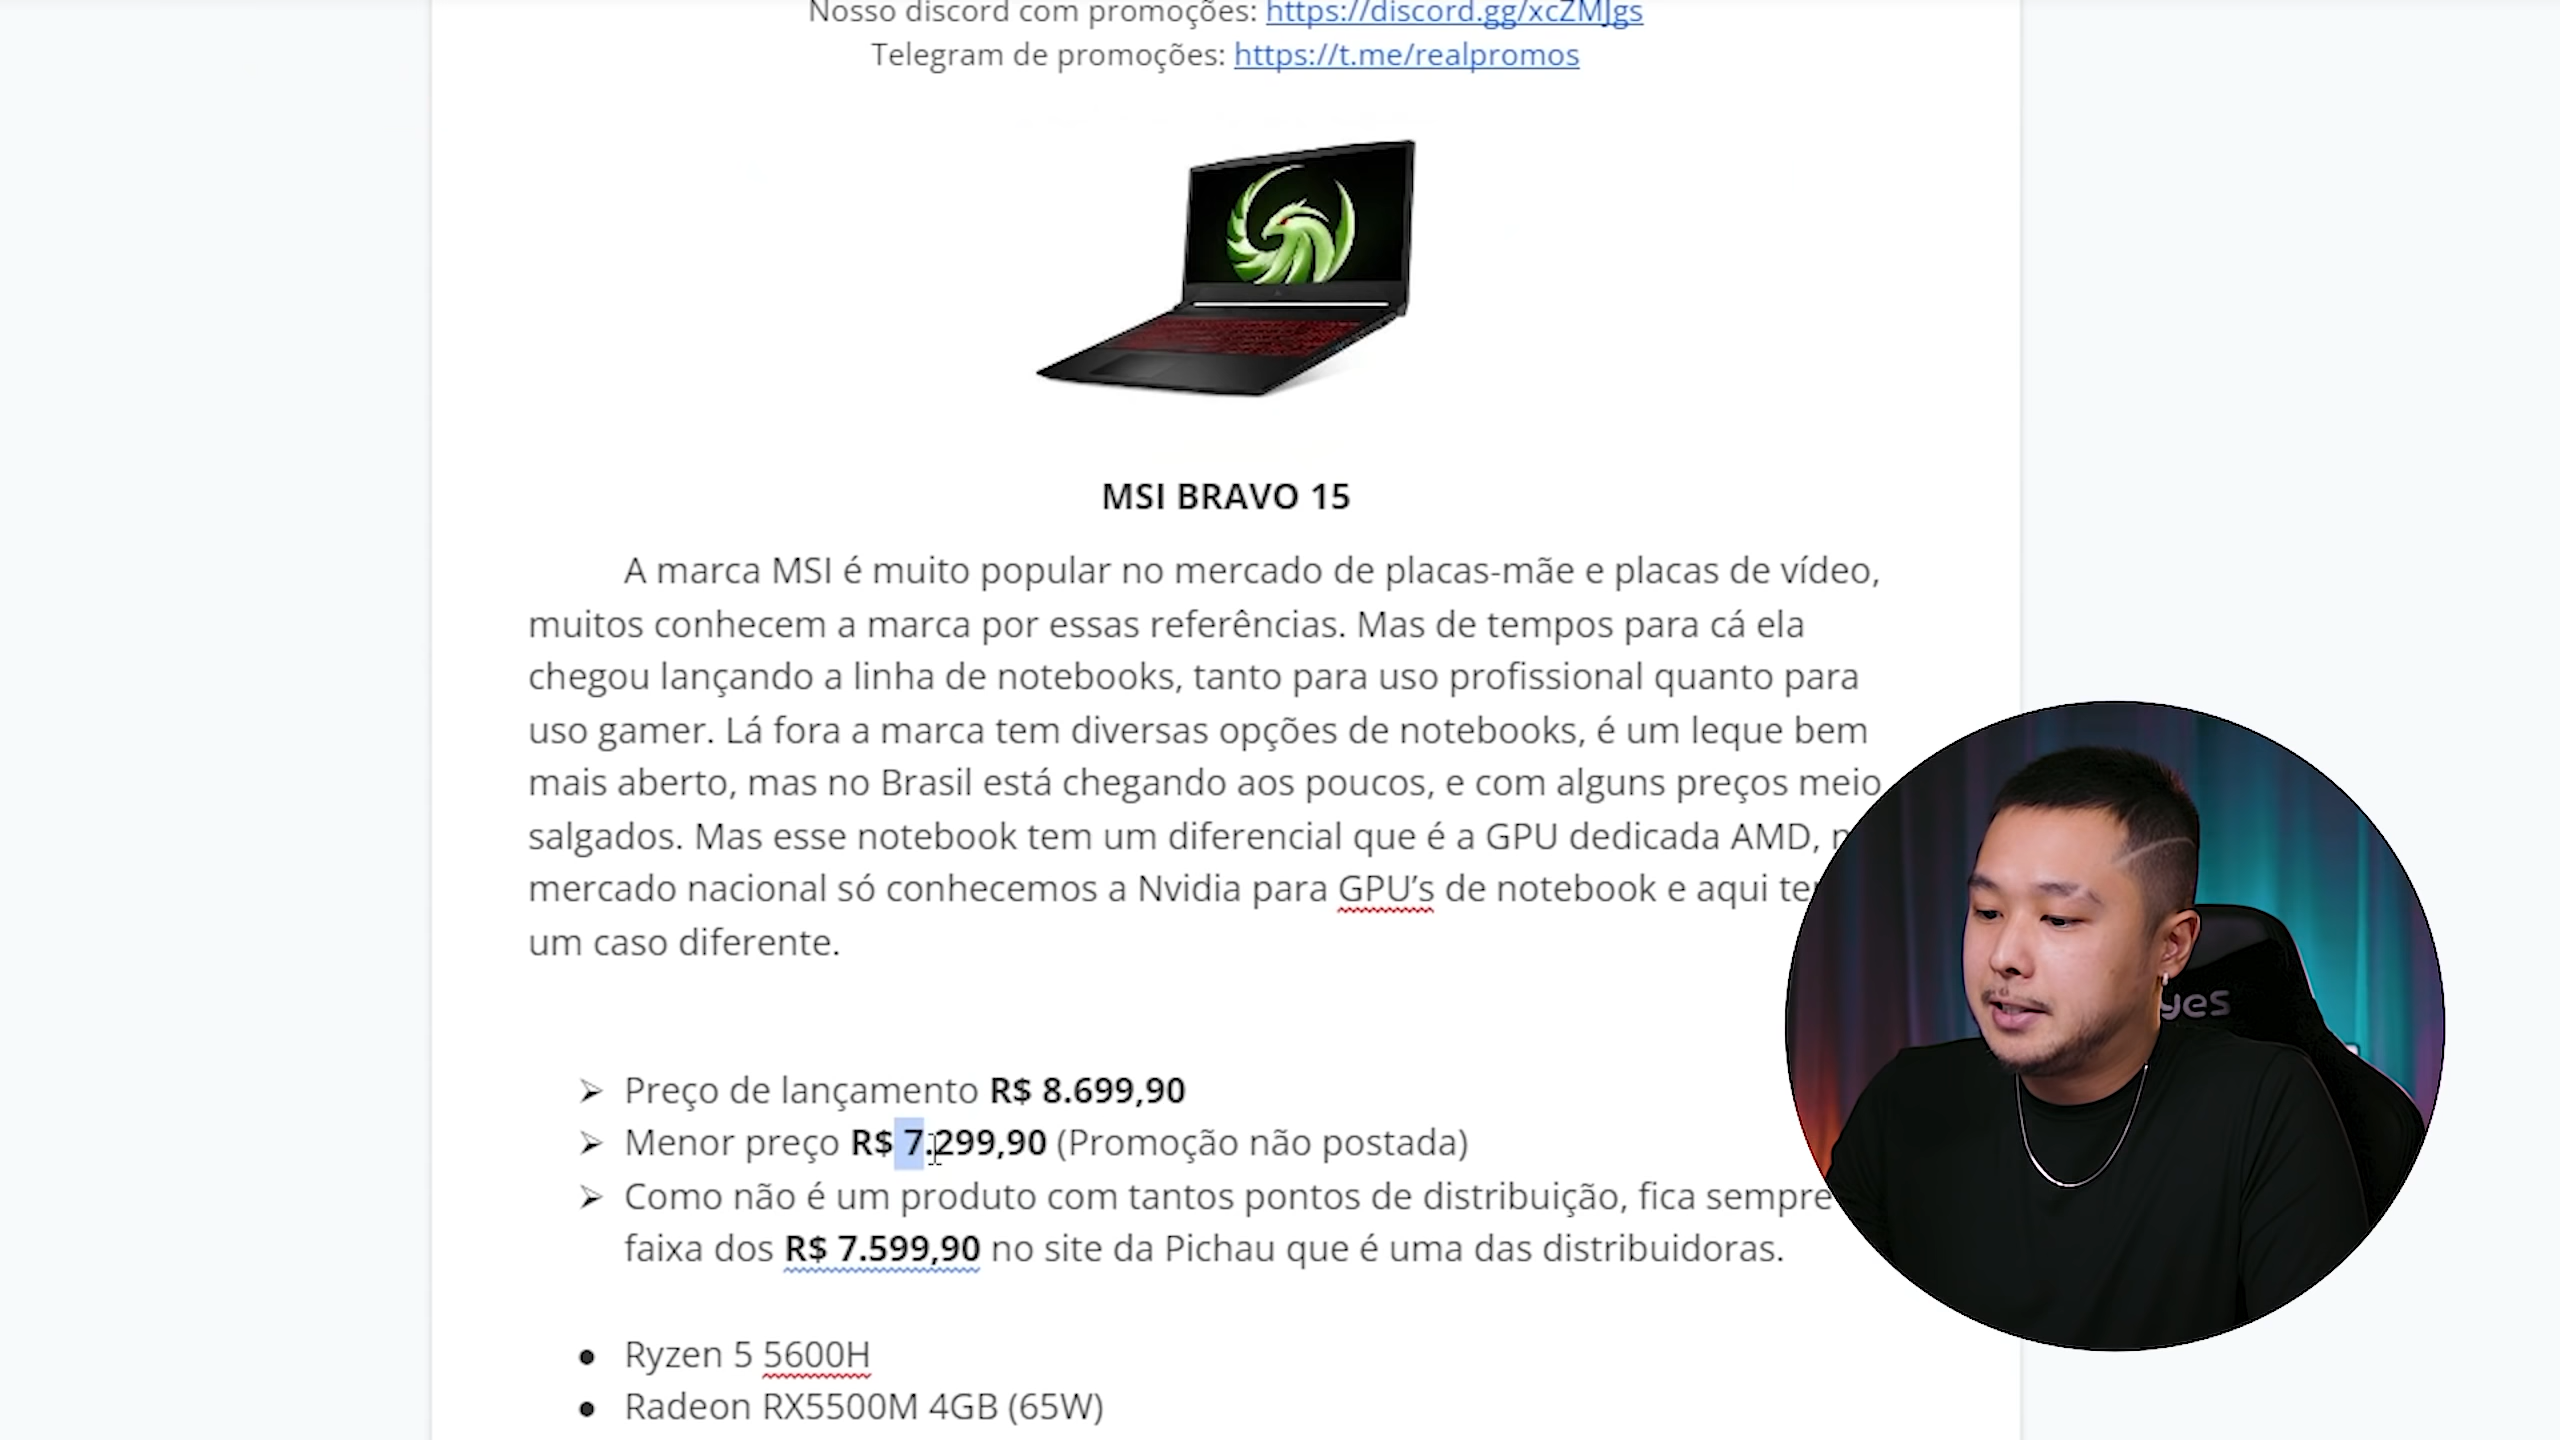 Nosso discord com promoções: https://discord.gg/xcZMJgs
Telegram de promoções: https://t.me/realpromos
MSI BRAVO 15
A marca MSI é muito popular no mercado de placas-mãe e placas de vídeo,
muitos conhecem a marca por essas referências. Mas de tempos para cá ela
chegou lançando a linha de notebooks, tanto para uso profissional quanto para
uso gamer. Lá fora a marca tem diversas opções de notebooks, é um leque bem
mais aberto, mas no Brasil está chegando aos poucos, e com alguns preços meio
salgados. Mas esse notebook tem um diferencial que é a GPU dedicada AMD,
mercado nacional só conhecemos a Nvidia para GPU’s de notebook e aqui
um caso diferente.
➢ Preço de lançamento R$ 8.699,90
➢ Menor preço R$ 7.299,90 (Promoção não postada)
➢ Como não é um produto com tantos pontos de distribuição, fica sempre
faixa dos R$ 7.599,90 no site da Pichau que é uma das distribuidoras.
● Ryzen 5 5600H
● Radeon RX5500M 4GB (65W)
yes